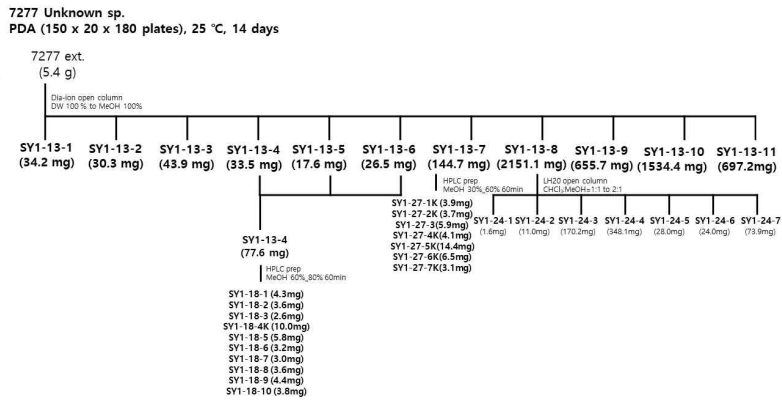 7277 Unknown sp.
PDA (150 x 20 x 180 plates), 25 ℃, 14 days
7277 ext.
(5.4 g)
Dia-ion open column
DW 100 % to MeOH 100%
SY1-13-1 SY1-13-2 SY1-13-3 SY1-13-4 SY1-13-5 SY1-13-6 SY1-13-7 SY1-13-8 SY1-13-9 SY1-13-10 SY1-13-11
(34.2 mg) (30.3 mg) (43.9 mg) (33.5 mg) (17.6 mg) (26.5 mg) (144.7 mg) (2151.1 mg) (655.7 mg) (1534.4 mg) (697.2mg)
HPLC prep
MeOH 30%_60% 60min
LH20 open column
CHCl₃:MeOH=1:1 to 2:1
SY1-27-1K (3.9mg)
SY1-27-2K (3.7mg)
SY1-27-3(5.9mg)
SY1-27-4K(4.1mg)
SY1-27-5K(14.4mg)
SY1-27-6K(6.5mg)
SY1-27-7K(3.1mg)
SY1-24-1 SY1-24-2 SY1-24-3 SY1-24-4 SY1-24-5 SY1-24-6 SY1-24-7
(1.6mg) (11.0mg) (170.2mg) (348.1mg) (28.0mg) (24.0mg) (73.9mg)
SY1-13-4
(77.6 mg)
HPLC prep
MeOH 60%_80% 60min
SY1-18-1 (4.3mg)
SY1-18-2 (3.6mg)
SY1-18-3 (2.6mg)
SY1-18-4K (10.0mg)
SY1-18-5 (5.8mg)
SY1-18-6 (3.2mg)
SY1-18-7 (3.0mg)
SY1-18-8 (3.6mg)
SY1-18-9 (4.4mg)
SY1-18-10 (3.8mg)